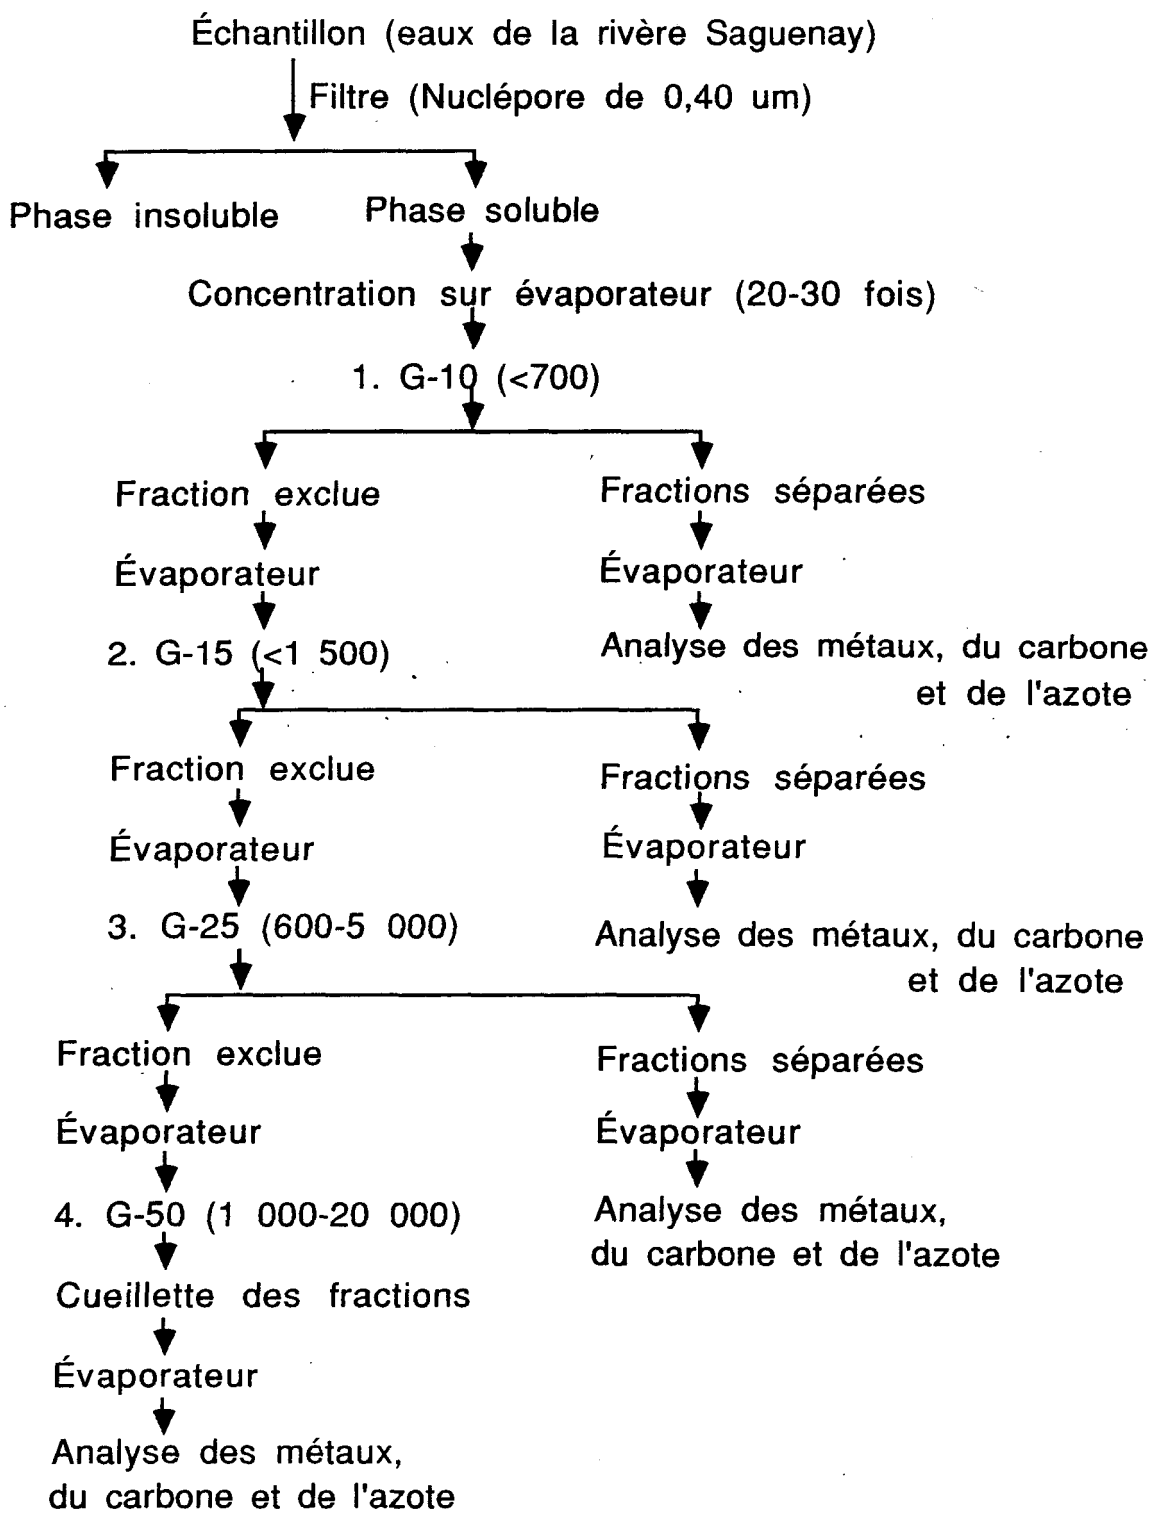 Échantillon (eaux de la rivère Saguenay)
Filtre (Nuclépore de 0,40 um)
Phase insoluble
Phase soluble
Concentration sur évaporateur (20-30 fois)
1. G-10 (<700)
Fraction exclue
Fractions séparées
Évaporateur
Évaporateur
2. G-15 (<1 500)
Analyse des métaux, du carbone
et de l'azote
Fraction exclue
Fractions séparées
Évaporateur
Évaporateur
3. G-25 (600-5 000)
Analyse des métaux, du carbone
et de l'azote
Fraction exclue
Fractions séparées
Évaporateur
Évaporateur
4. G-50 (1 000-20 000)
Analyse des métaux,
du carbone et de l'azote
Cueillette des fractions
Évaporateur
Analyse des métaux,
du carbone et de l'azote